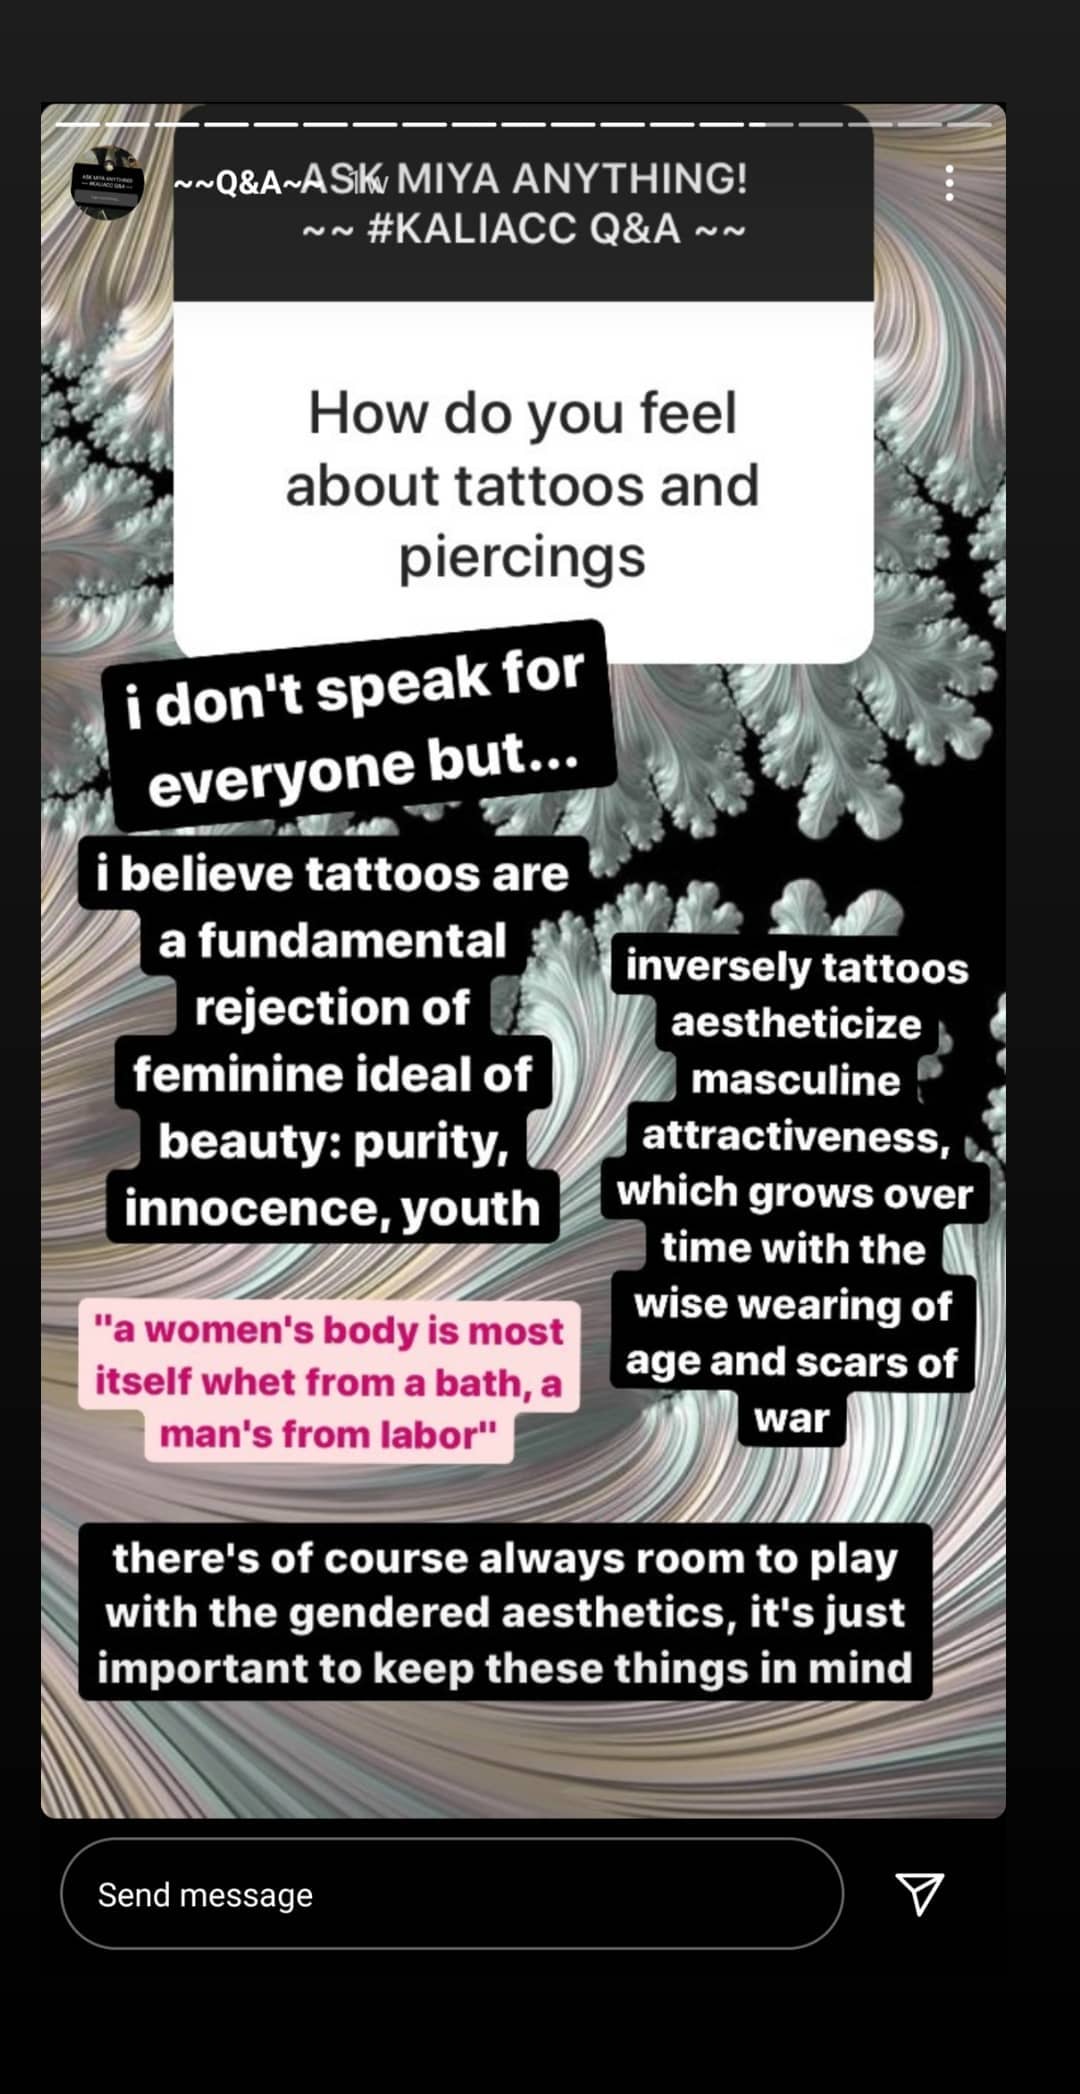 ~~Q&A~ 1w
ASK MIYA ANYTHING!
~~ #KALIACC Q&A ~~
How do you feel
about tattoos and
piercings
i don't speak for
everyone but...
i believe tattoos are
a fundamental
rejection of
feminine ideal of
beauty: purity,
innocence, youth
inversely tattoos
aestheticize
masculine
attractiveness,
which grows over
time with the
wise wearing of
age and scars of
war
"a women's body is most
itself whet from a bath, a
man's from labor"
there's of course always room to play
with the gendered aesthetics, it's just
important to keep these things in mind
Send message